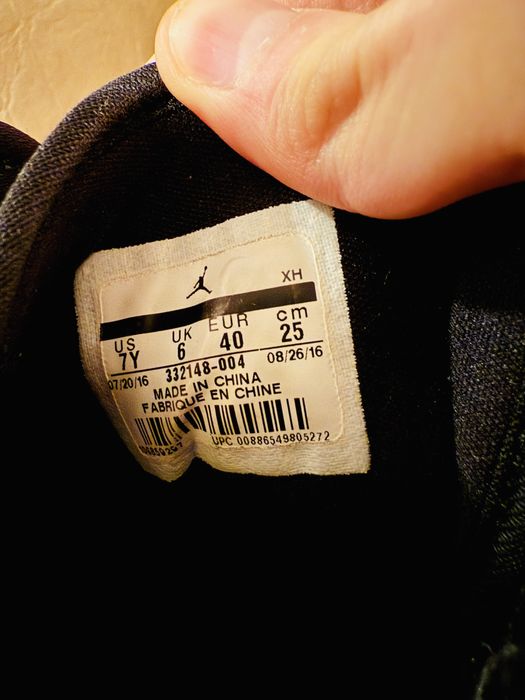 XH
US UK EUR cm
7Y 6 40 25
07/20/16 332148-004 08/26/16
MADE IN CHINA
FABRIQUE EN CHINE
UPC 00886549805272